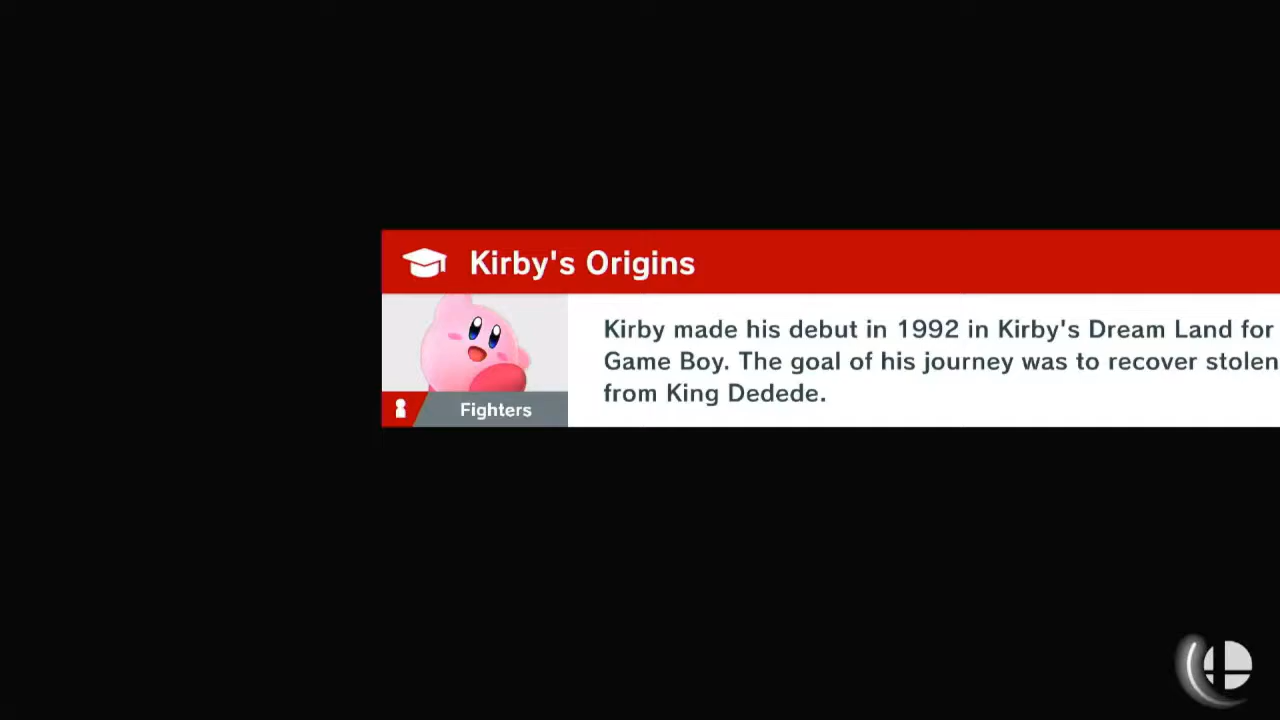 Kirby's Origins
Kirby made his debut in 1992 in Kirby's Dream Land for
Game Boy. The goal of his journey was to recover stolen
from King Dedede.
Fighters